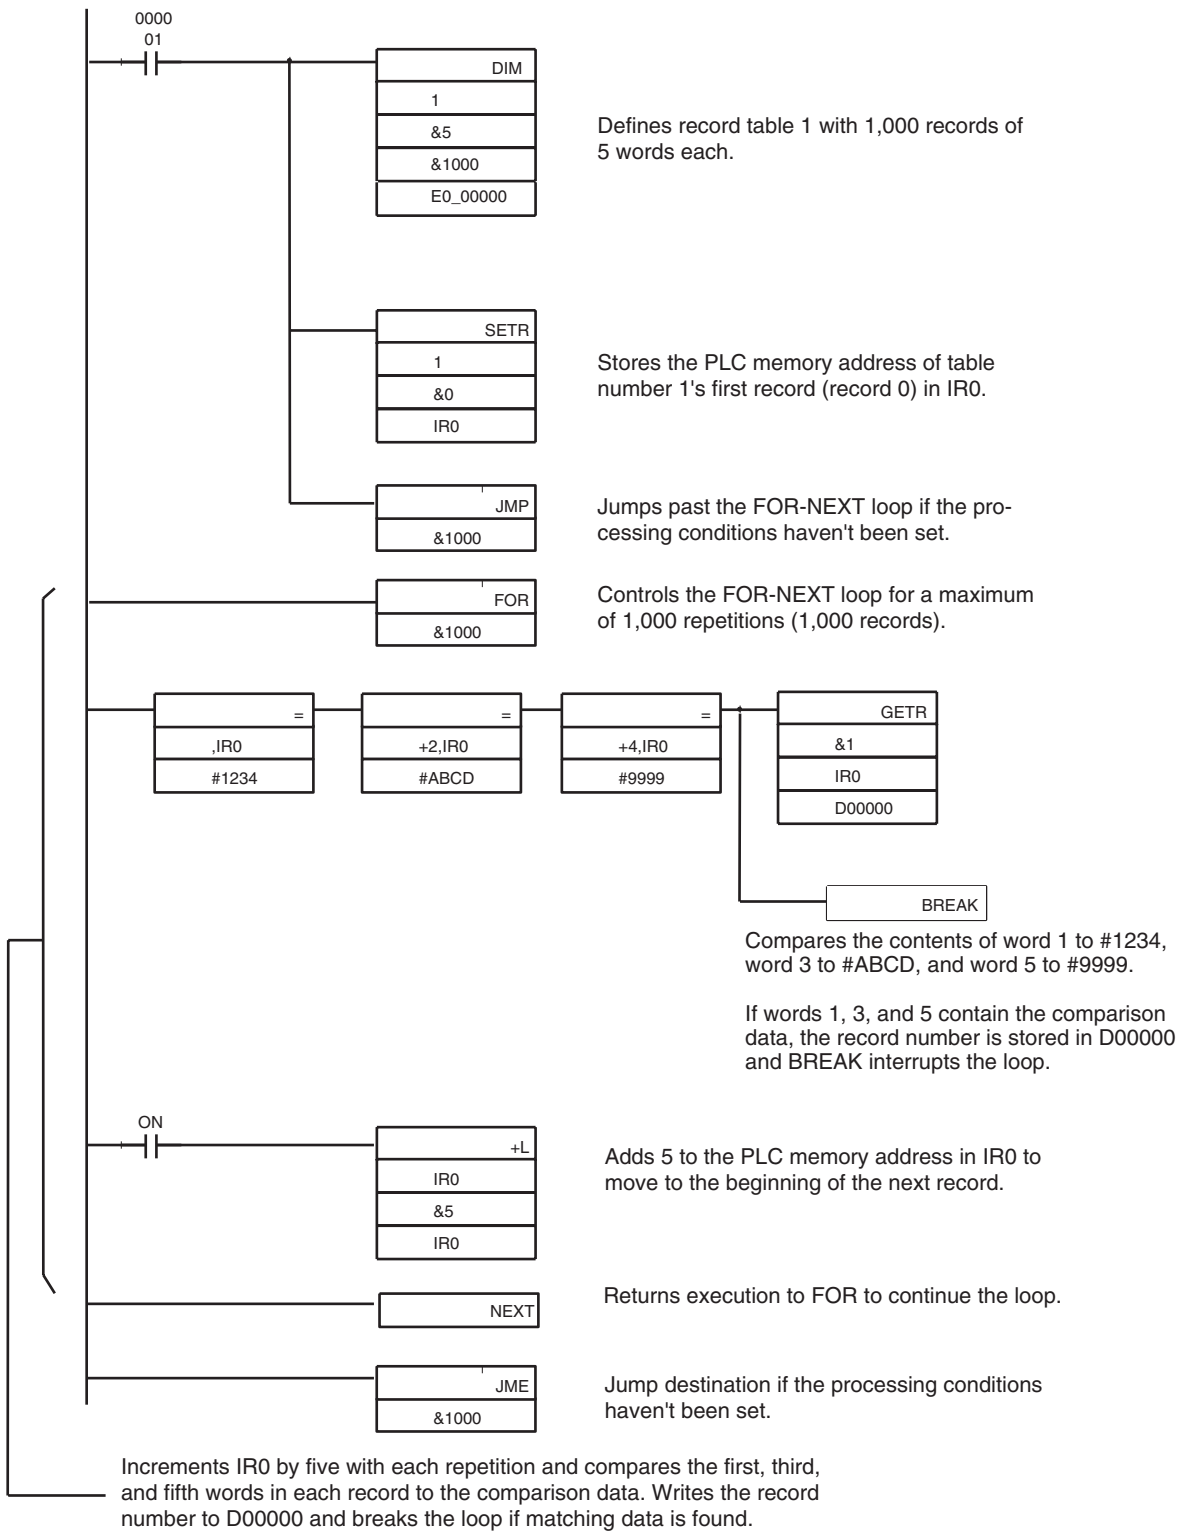 0000
01
DIM
1
&5
&1000
E0_00000
Defines record table 1 with 1,000 records of
5 words each.
SETR
1
&0
IR0
Stores the PLC memory address of table
number 1's first record (record 0) in IR0.
JMP
&1000
Jumps past the FOR-NEXT loop if the pro-
cessing conditions haven't been set.
FOR
&1000
Controls the FOR-NEXT loop for a maximum
of 1,000 repetitions (1,000 records).
=
,IR0
#1234
=
+2,IR0
#ABCD
=
+4,IR0
#9999
GETR
&1
IR0
D00000
BREAK
Compares the contents of word 1 to #1234,
word 3 to #ABCD, and word 5 to #9999.
If words 1, 3, and 5 contain the comparison
data, the record number is stored in D00000
and BREAK interrupts the loop.
ON
+L
IR0
&5
IR0
Adds 5 to the PLC memory address in IR0 to
move to the beginning of the next record.
NEXT
Returns execution to FOR to continue the loop.
JME
&1000
Jump destination if the processing conditions
haven't been set.
Increments IR0 by five with each repetition and compares the first, third,
and fifth words in each record to the comparison data. Writes the record
number to D00000 and breaks the loop if matching data is found.